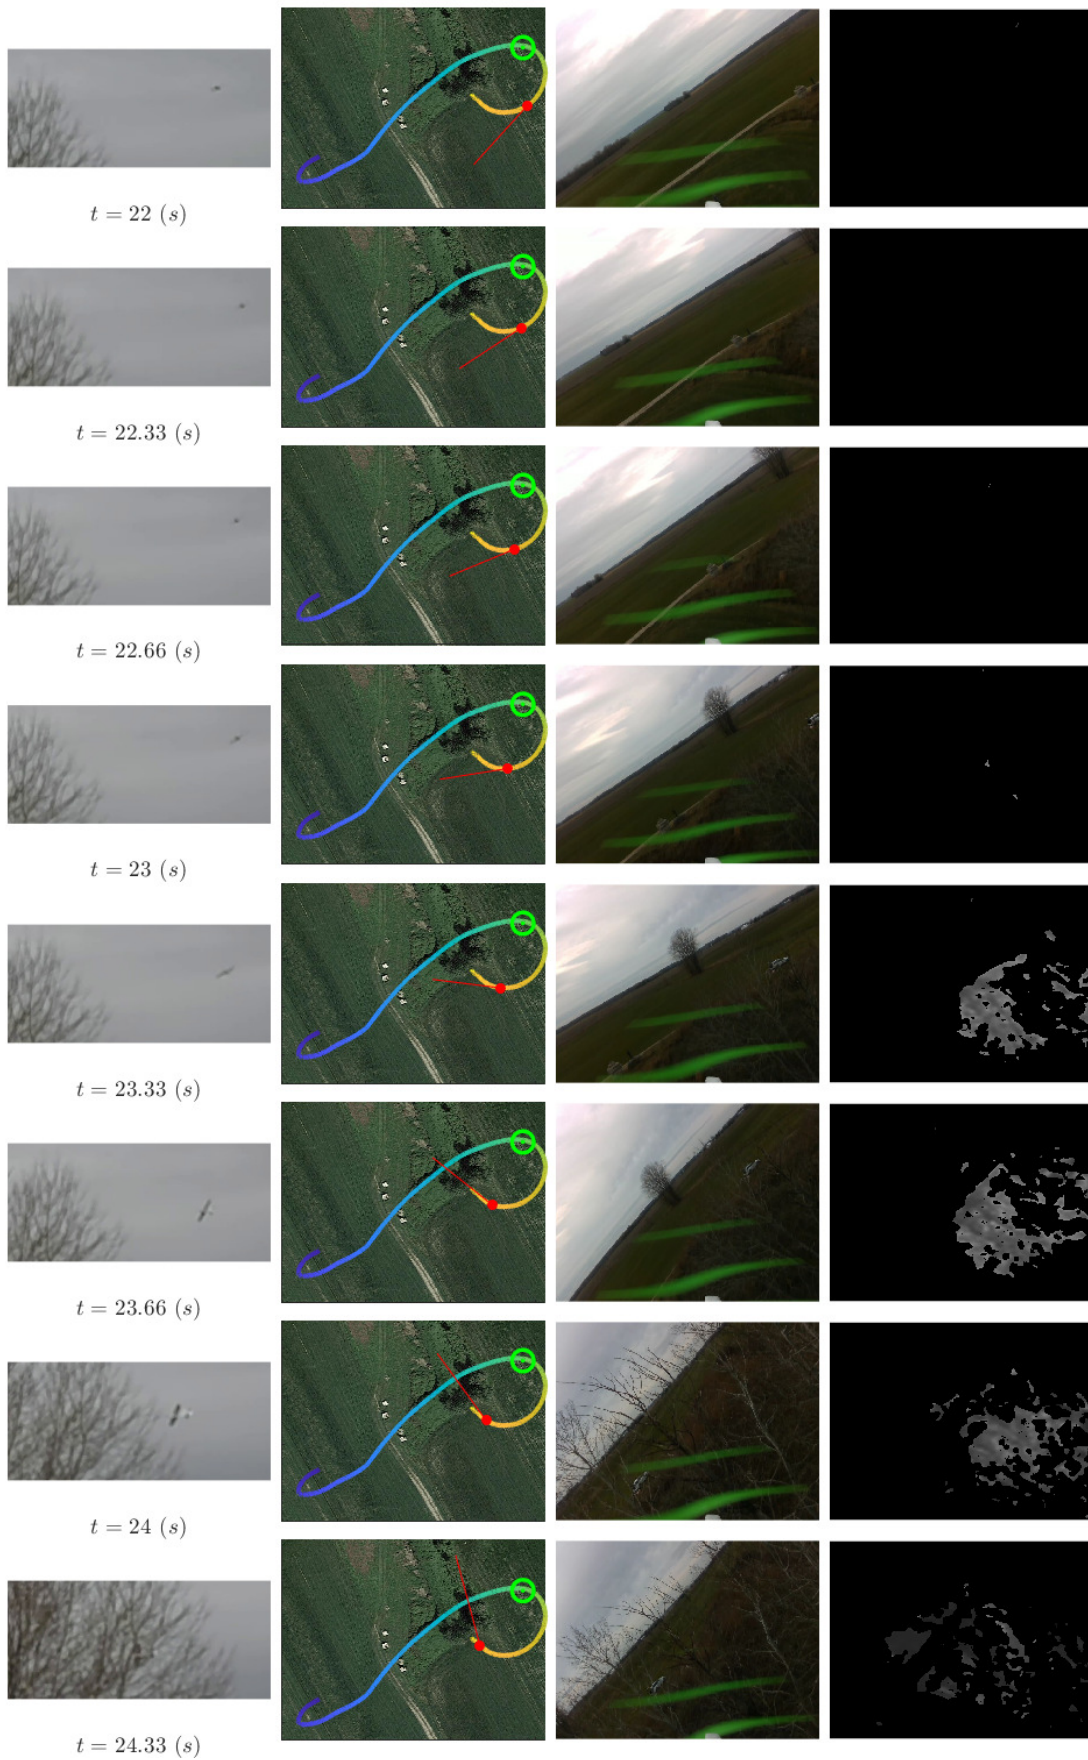 t = 22 (s)
t = 22.33 (s)
t = 22.66 (s)
t = 23 (s)
t = 23.33 (s)
t = 23.66 (s)
t = 24 (s)
t = 24.33 (s)